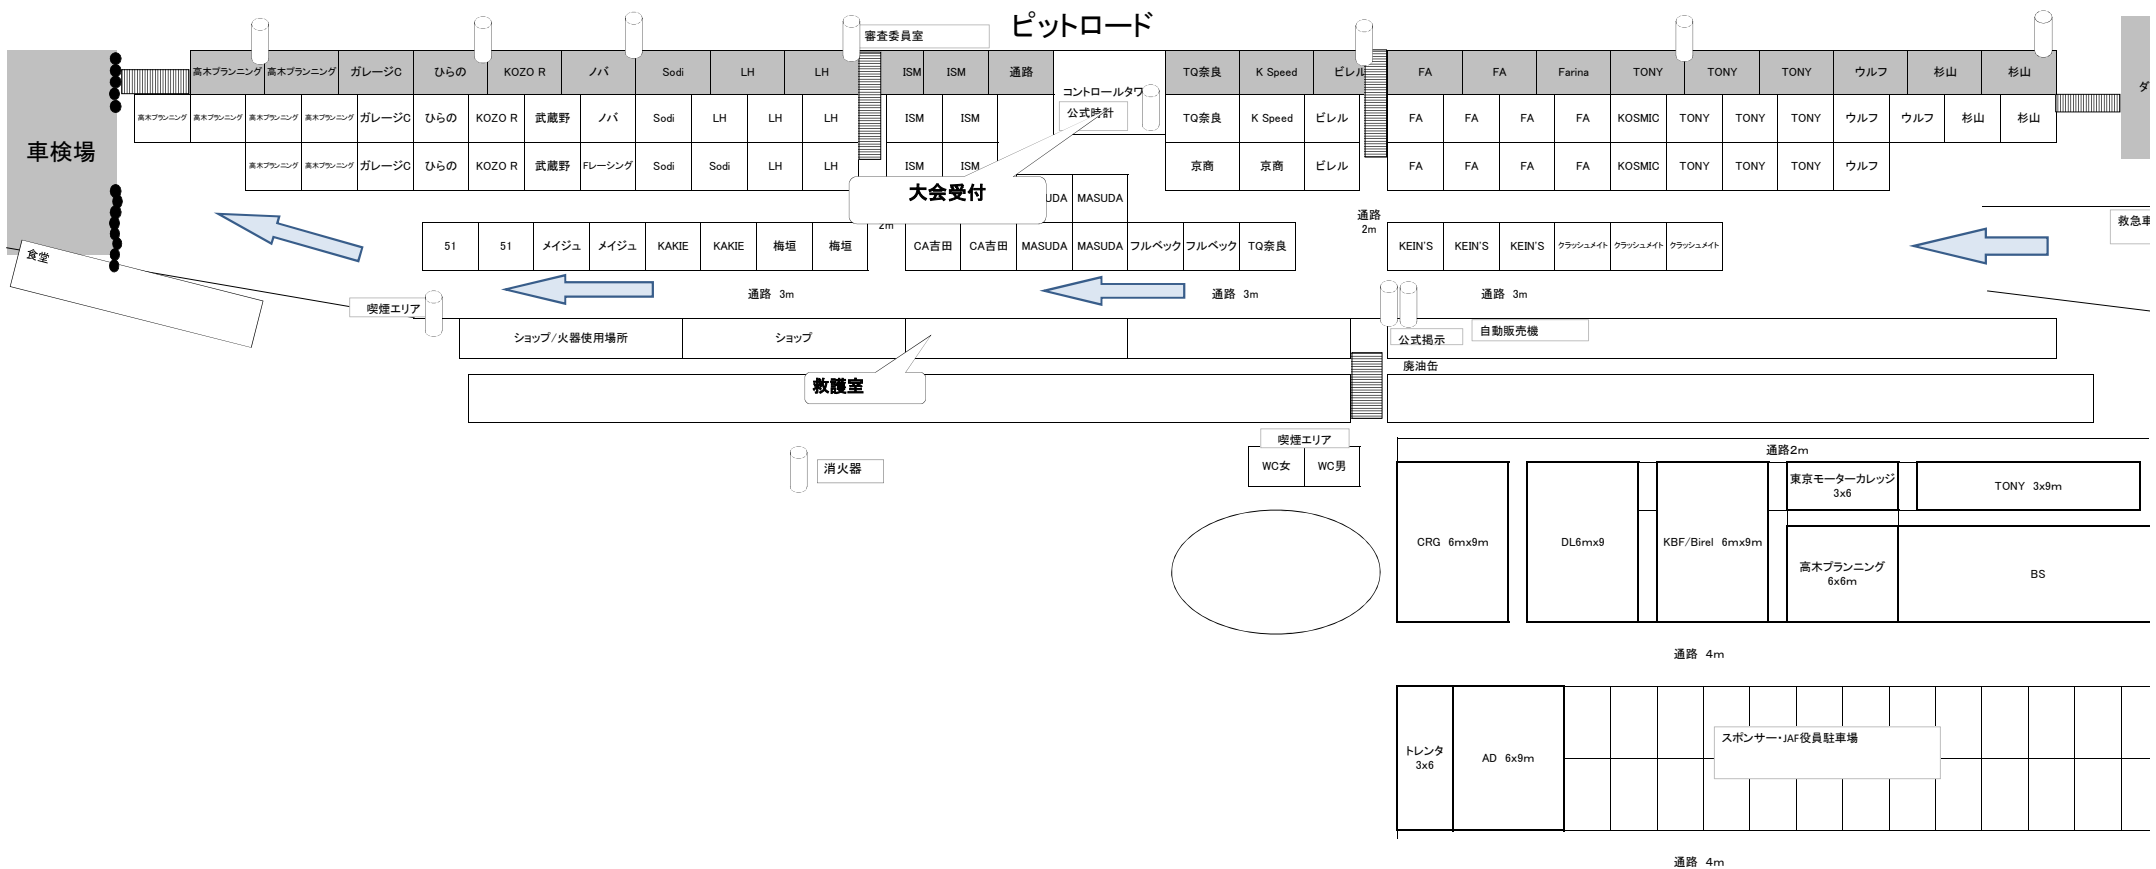 ピットロード
審査委員室
高木プランニング 高木プランニング ガレージC ひらの KOZO R ノバ Sodi LH LH ISM ISM 通路 TQ奈良 K Speed ビレル FA FA Farina TONY TONY TONY ウルフ 杉山 杉山
コントロールタワ
公式時計
高木プランニング 高木プランニング 高木プランニング 高木プランニング ガレージC ひらの KOZO R 武蔵野 ノバ Sodi LH LH LH ISM ISM TQ奈良 K Speed ビレル FA FA FA FA KOSMIC TONY TONY TONY ウルフ ウルフ 杉山 杉山
ダ
車検場
高木プランニング 高木プランニング ガレージC ひらの KOZO R 武蔵野 Fレーシング Sodi Sodi LH LH ISM ISM 京商 京商 ビレル FA FA FA FA KOSMIC TONY TONY TONY ウルフ
大会受付
UDA MASUDA
通路
2m
救急車
2m
51 51 メイジュ メイジュ KAKIE KAKIE 梅垣 梅垣 CA吉田 CA吉田 MASUDA MASUDA フルベック フルベック TQ奈良 KEIN'S KEIN'S KEIN'S クラッシュメイト クラッシュメイト クラッシュメイト
食堂
通路 3m 通路 3m 通路 3m
喫煙エリア
ショップ/火器使用場所 ショップ
公式掲示
自動販売機
廃油缶
救護室
喫煙エリア
WC女 WC男
消火器
通路2m
東京モーターカレッジ
3x6
TONY 3x9m
CRG 6mx9m DL6mx9 KBF/Birel 6mx9m
高木プランニング
6x6m
BS
通路 4m
スポンサー・JAF役員駐車場
トレンタ
3x6
AD 6x9m
通路 4m